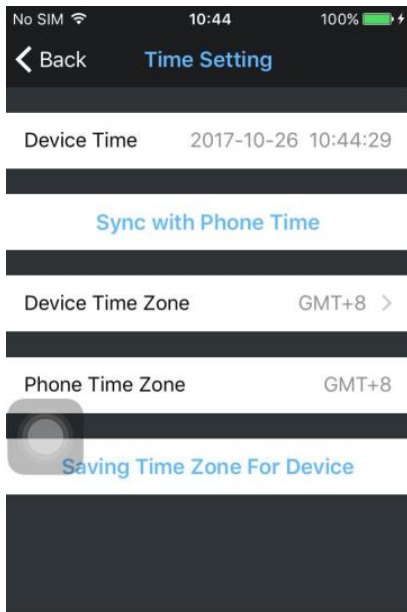 No SIM 10:44 100%
Back Time Setting
Device Time 2017-10-26 10:44:29
Sync with Phone Time
Device Time Zone GMT+8 >
Phone Time Zone GMT+8
Saving Time Zone For Device